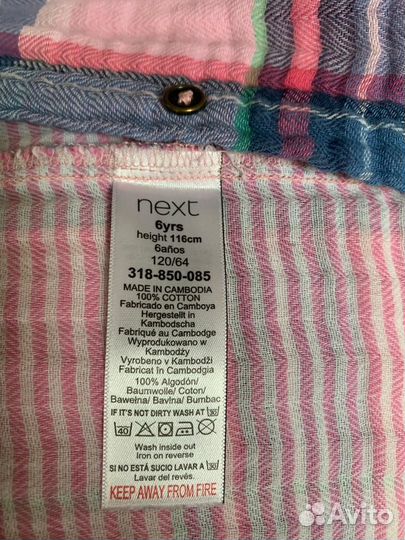 next
6yrs
height 116cm
6años
120/64
318-850-085
MADE IN CAMBODIA
100% COTTON
Fabricado en Camboya
Hergestellt in
Kambodscha
Fabriqué au Cambodge
Wyprodukowano w
Kambodży
Vyrobeno v Kambodži
Fabricat în Cambodgia
100% Algodón/
Baumwolle/ Coton/
Bawełna/ Bavlna/ Bumbac
IF IT'S NOT DIRTY WASH AT 30
40
Wash inside out
Iron on reverse
SI NO ESTÁ SUCIO LAVAR A 30
Lavar del revés.
KEEP AWAY FROM FIRE
Avito